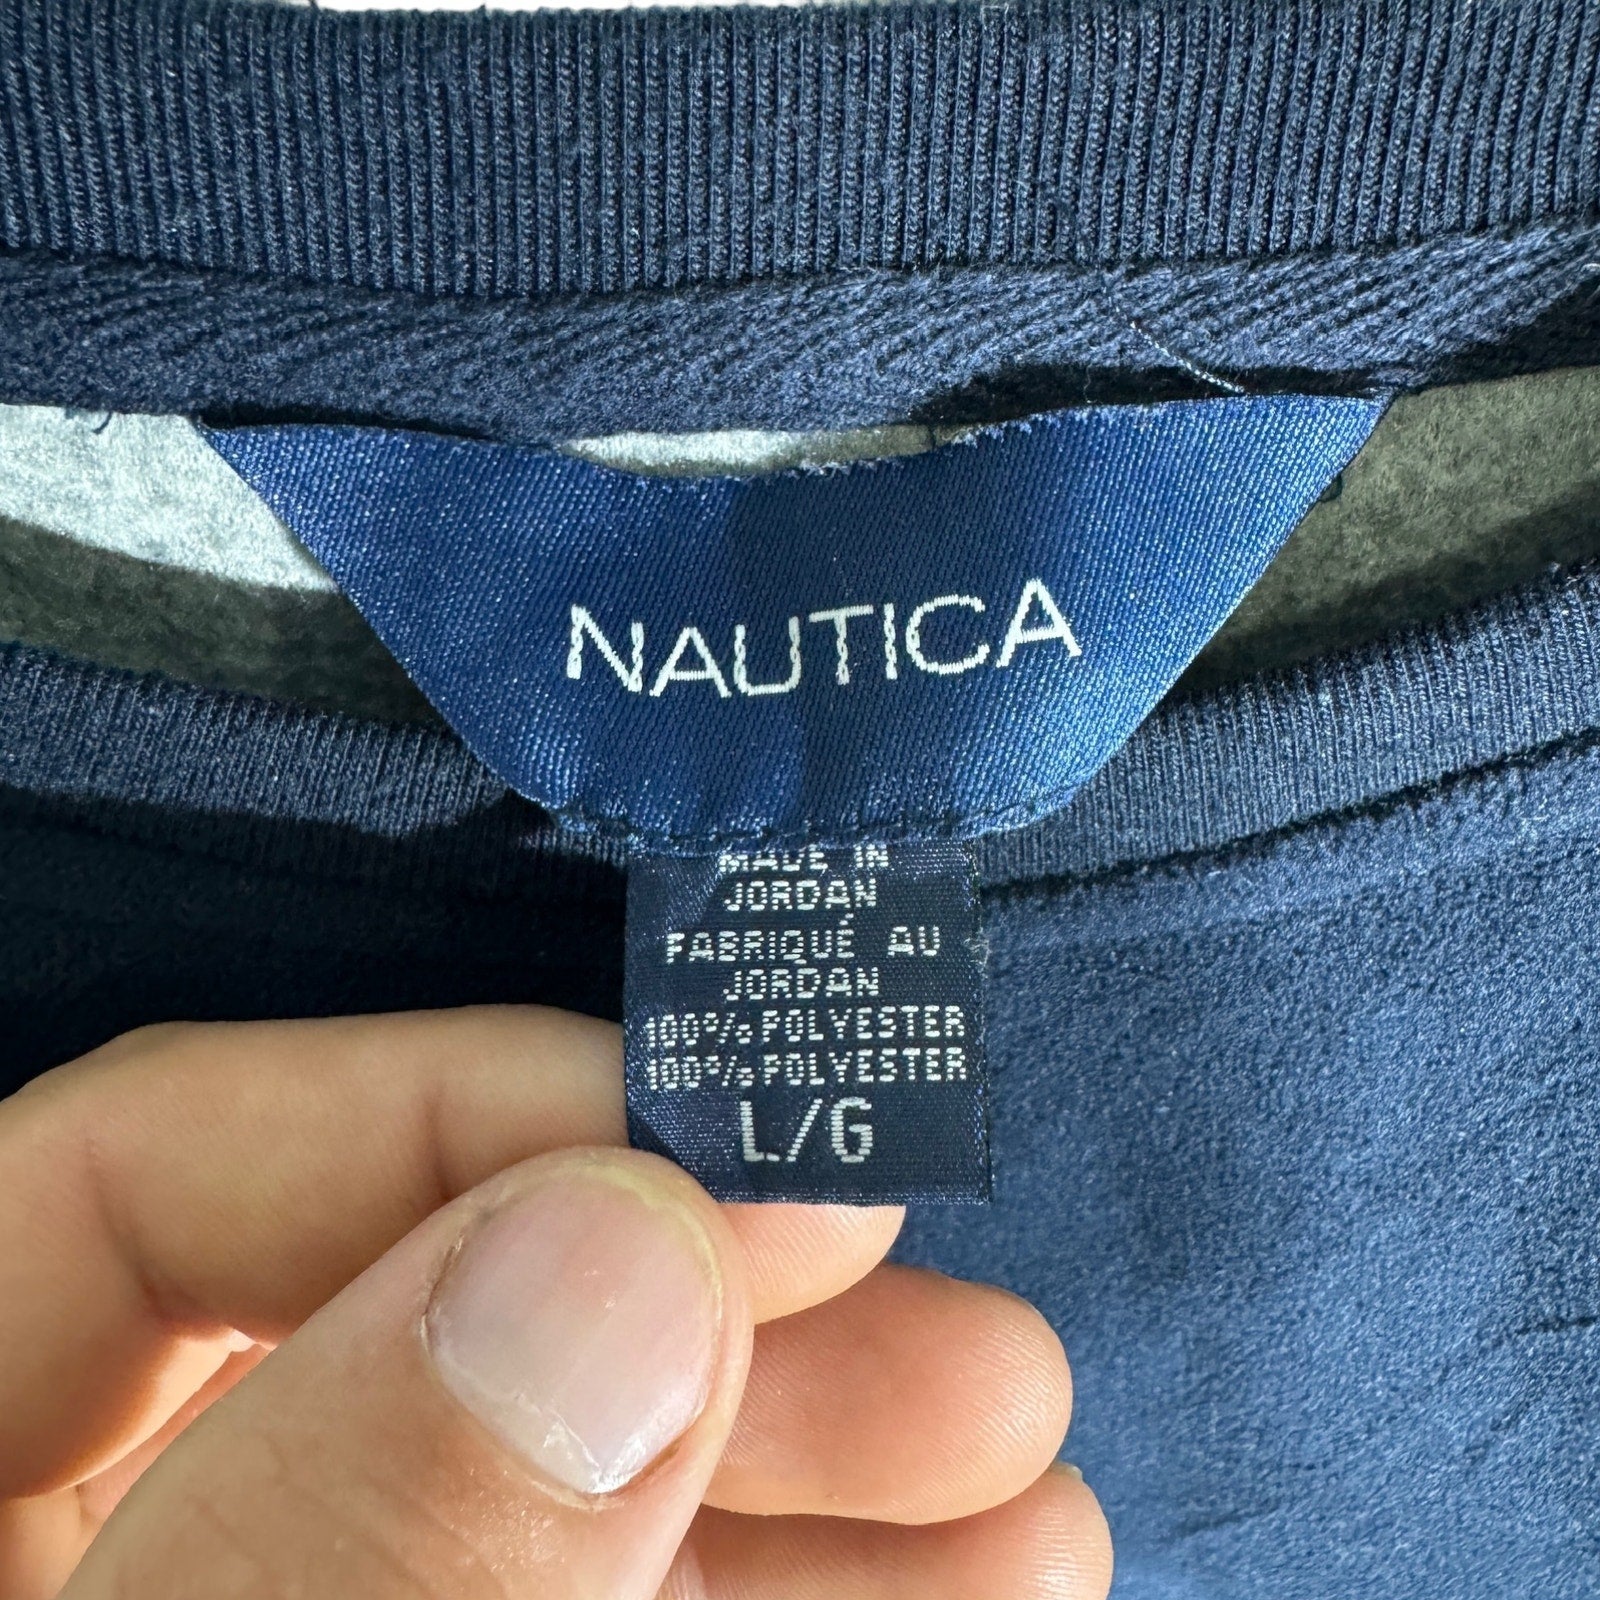 NAUTICA
MADE IN
JORDAN
FABRIQUÉ AU
JORDAN
100% POLYESTER
100% POLYESTER
L/G